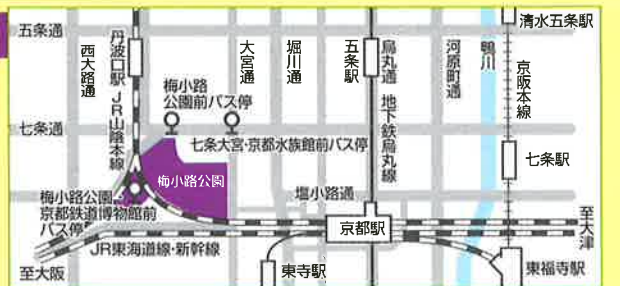 五条通
西大路通
丹波口駅
JR山陰本線
梅小路
公園前バス停
大宮通
堀川通
五条駅
烏丸通
地下鉄烏丸線
河原町通
鴨川
清水五条駅
京阪本線
七条通
七条大宮・京都水族館前バス停
七条駅
梅小路公園
塩小路通
梅小路公園・
京都鉄道博物館前
バス停
京都駅
至大津
JR東海道線・新幹線
至大阪
東寺駅
東福寺駅